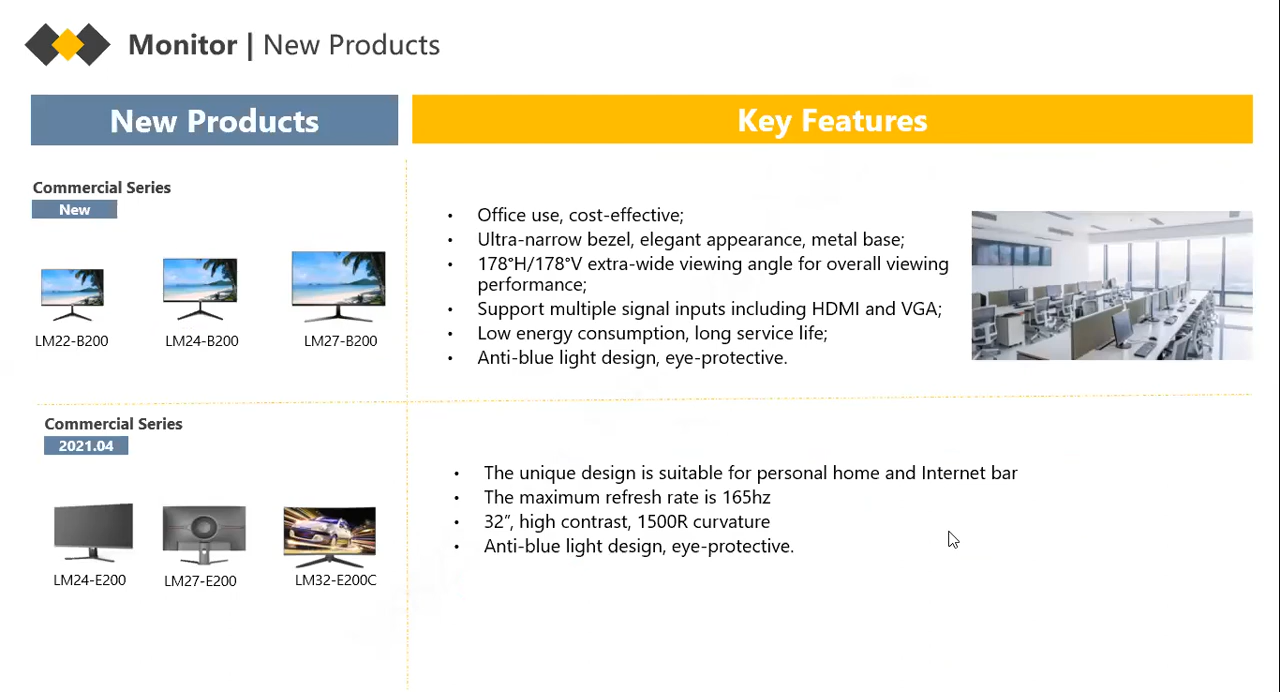 Monitor | New Products
New Products
Key Features
Commercial Series
New
LM22-B200
LM24-B200
LM27-B200
• Office use, cost-effective;
• Ultra-narrow bezel, elegant appearance, metal base;
• 178°H/178°V extra-wide viewing angle for overall viewing
performance;
• Support multiple signal inputs including HDMI and VGA;
• Low energy consumption, long service life;
• Anti-blue light design, eye-protective.
Commercial Series
2021.04
LM24-E200
LM27-E200
LM32-E200C
• The unique design is suitable for personal home and Internet bar
• The maximum refresh rate is 165hz
• 32”, high contrast, 1500R curvature
• Anti-blue light design, eye-protective.